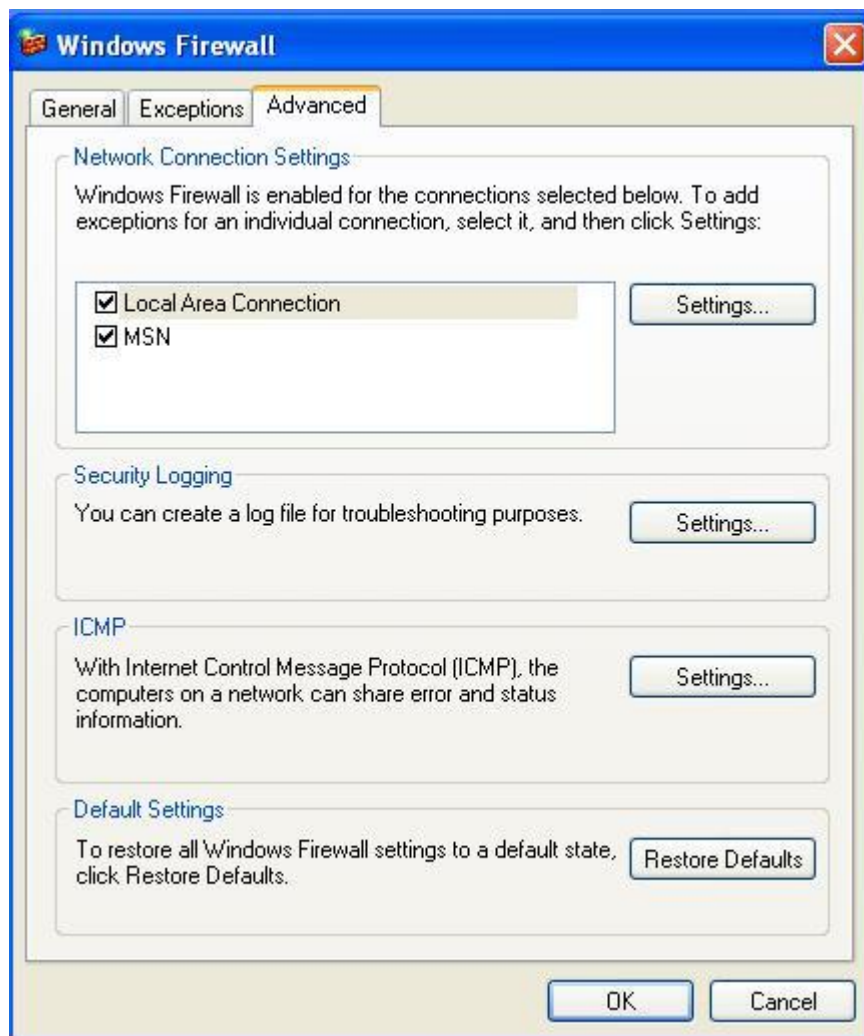 Windows Firewall
General Exceptions Advanced
Network Connection Settings
Windows Firewall is enabled for the connections selected below. To add
exceptions for an individual connection, select it, and then click Settings:
Local Area Connection
Settings...
MSN
Security Logging
You can create a log file for troubleshooting purposes.
Settings...
ICMP
With Internet Control Message Protocol (ICMP), the
computers on a network can share error and status
information.
Settings...
Default Settings
To restore all Windows Firewall settings to a default state,
click Restore Defaults.
Restore Defaults
OK Cancel